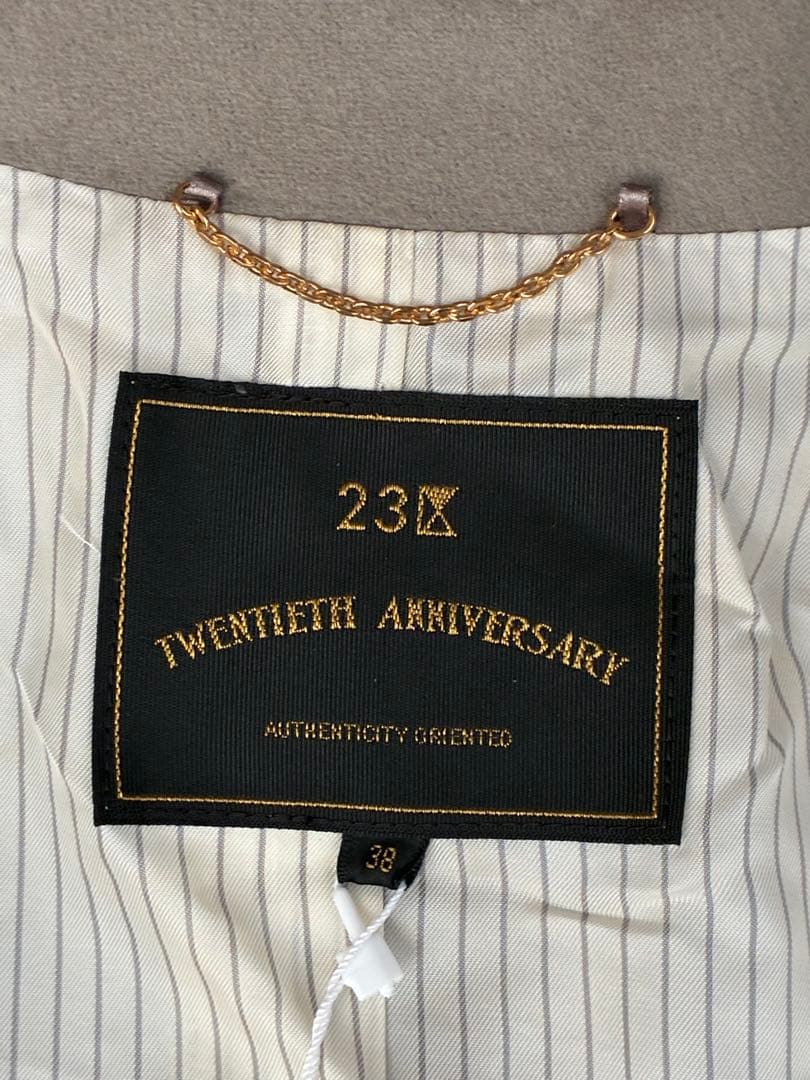 23区
TWENTIETH ANNIVERSARY
AUTHENTICITY ORIENTED
38